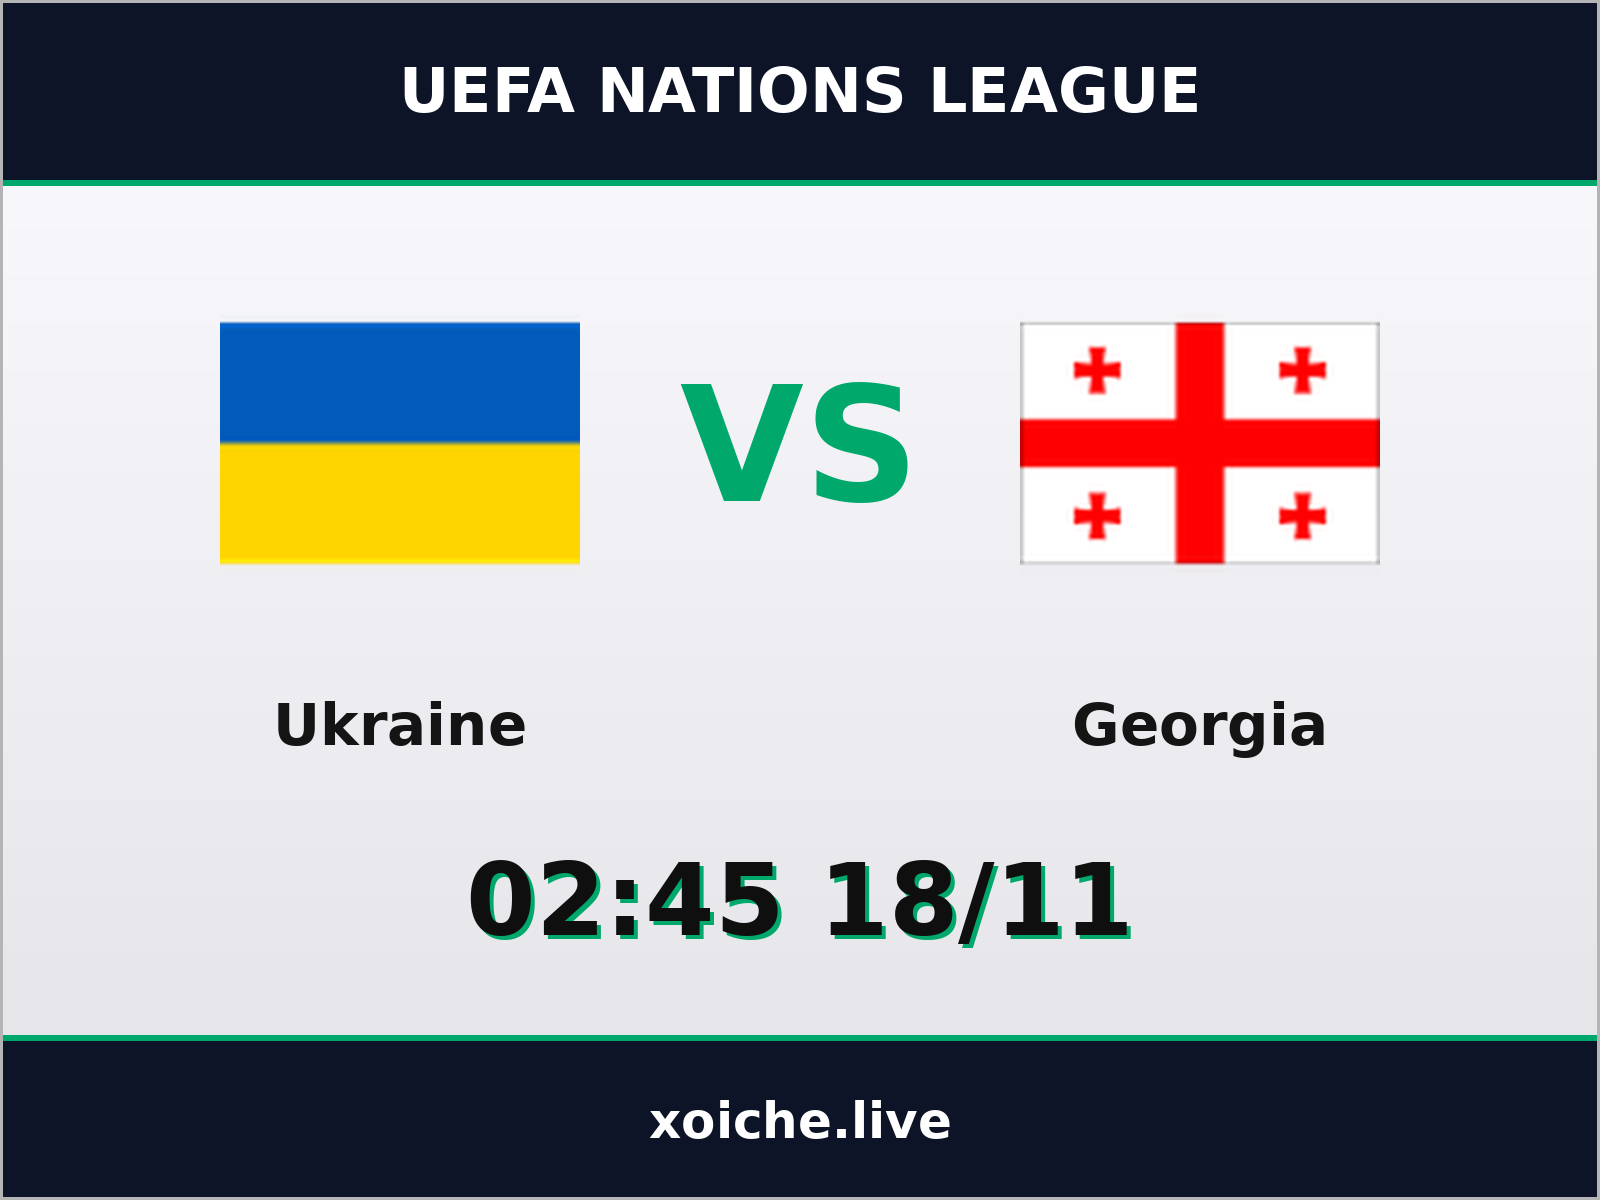 UEFA NATIONS LEAGUE
VS
Ukraine
Georgia
02:45 18/11
xoiche.live